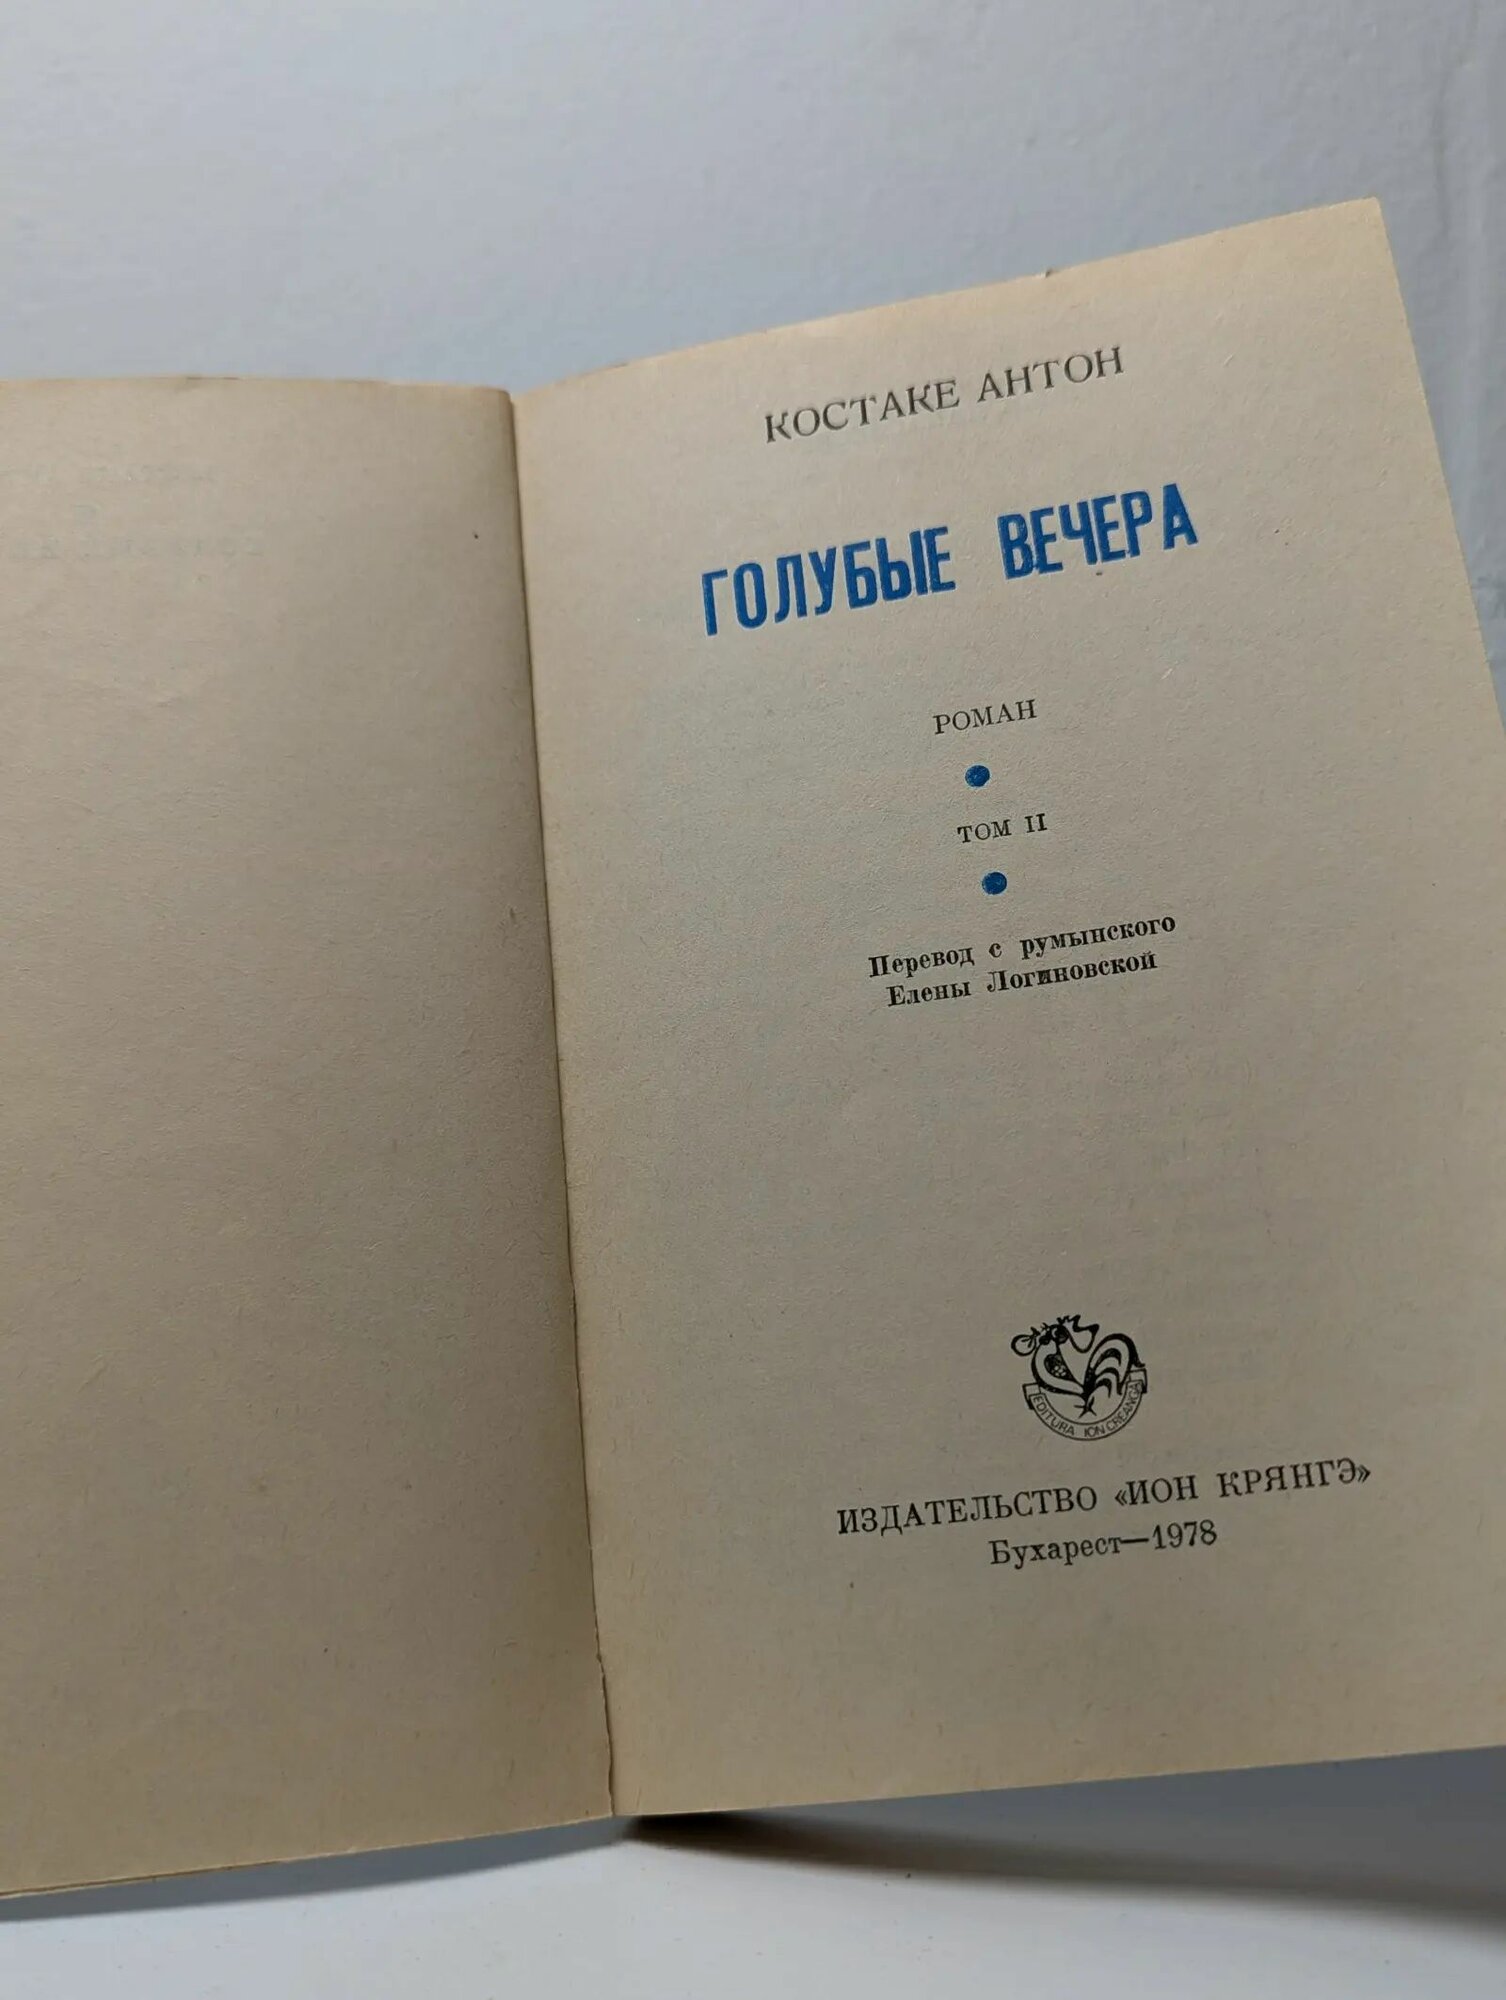 КОСТАКЕ АНТОН
ГОЛУБЫЕ ВЕЧЕРА
РОМАН
ТОМ II
Перевод с румынского
Елены Логиновской
EDITURA ION CREANGĂ
ИЗДАТЕЛЬСТВО «ИОН КРЯНГЭ»
Бухарест—1978